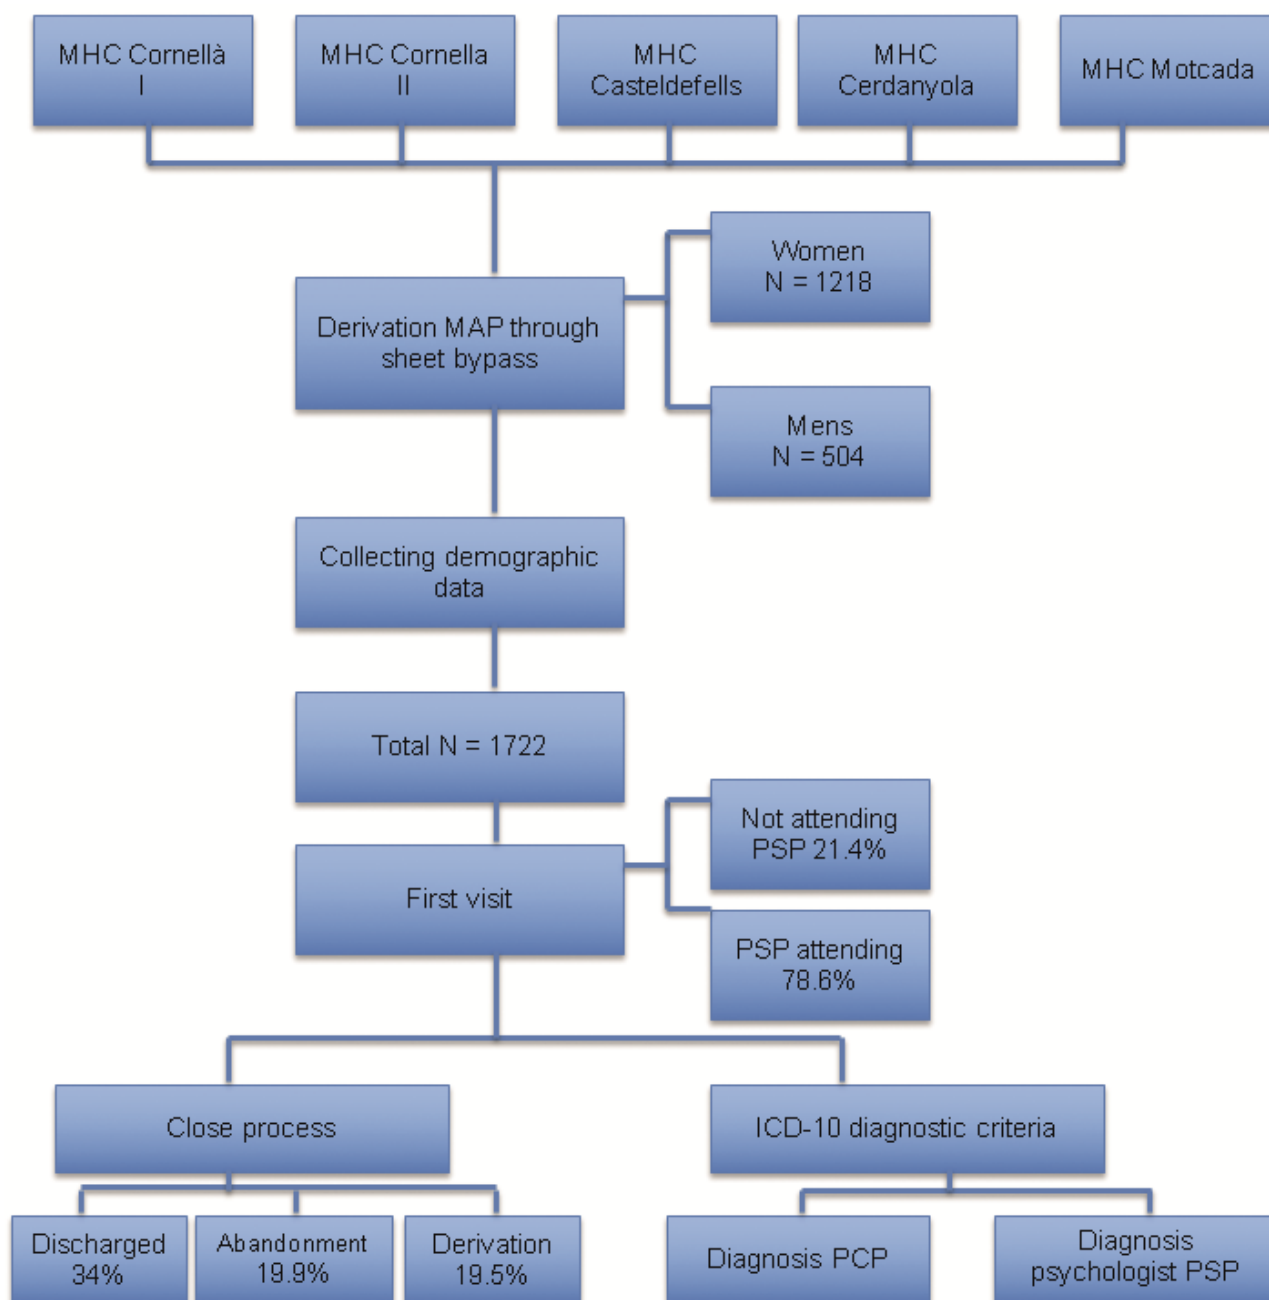 MHC Cornellà
I
MHC Cornella
II
MHC
Casteldefells
MHC
Cerdanyola
MHC Motcada
Women
N = 1218
Derivation MAP through
sheet bypass
Mens
N = 504
Collecting demographic
data
Total N = 1722
Not attending
PSP 21.4%
First visit
PSP attending
78.6%
Close process
ICD-10 diagnostic criteria
Discharged
34%
Abandonment
19.9%
Derivation
19.5%
Diagnosis PCP
Diagnosis
psychologist PSP